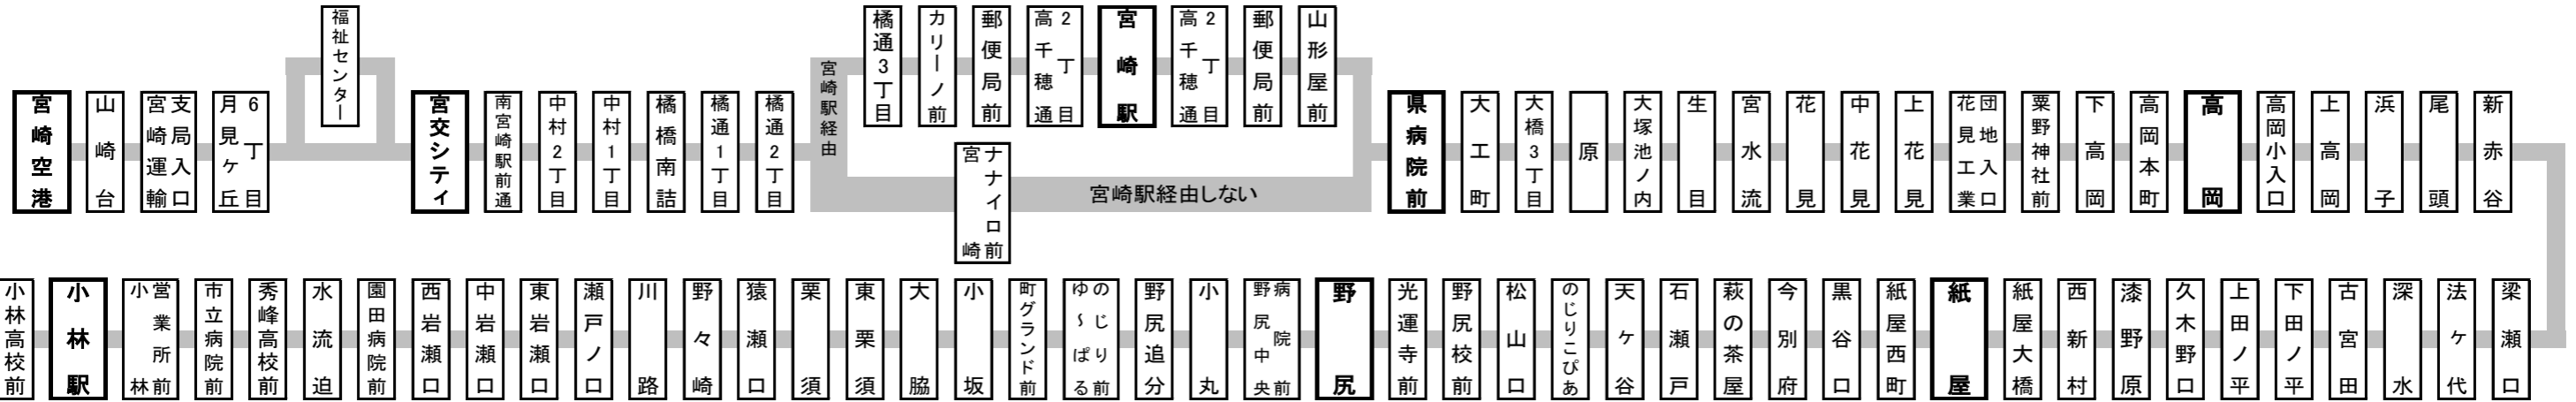 宮崎空港
山崎台
宮崎運輸支局入口
月見ケ丘6丁目
福祉センター
宮交シティ
南宮崎駅前通
中村2丁目
中村1丁目
橘橋南詰
橘通1丁目
橘通2丁目
宮崎駅経由
橘通3丁目
カリーノ前
郵便局前
高千穂通2丁目
宮崎駅
高千穂通2丁目
郵便局前
山形屋前
宮崎ナナイロ前
宮崎駅経由しない
県病院前
大工町
大橋3丁目
原
大塚池ノ内
生目
宮水流
花見
中花見
上花見
花見工業団地入口
粟野神社前
下高岡
高岡本町
高岡
高岡小入口
上高岡
浜子
尾頭
新赤谷
梁瀬口
法ヶ代
深水
古宮田
下田ノ平
上田ノ平
久木野口
漆野原
西新村
紙屋大橋
紙屋
紙屋西町
黒谷口
今別府
萩の茶屋
石瀬戸
天ヶ谷
のじりこぴあ
松山口
野尻校前
光運寺前
野尻
野尻中央病院前
小丸
野尻追分
ゆ～ぱるのじり前
町グランド前
小坂
大脇
東栗須
栗須
猿瀬口
野々崎
川路
瀬戸ノ口
東岩瀬口
中岩瀬口
西岩瀬口
園田病院前
水流迫
秀峰高校前
市立病院前
小林営業所前
小林駅
小林高校前